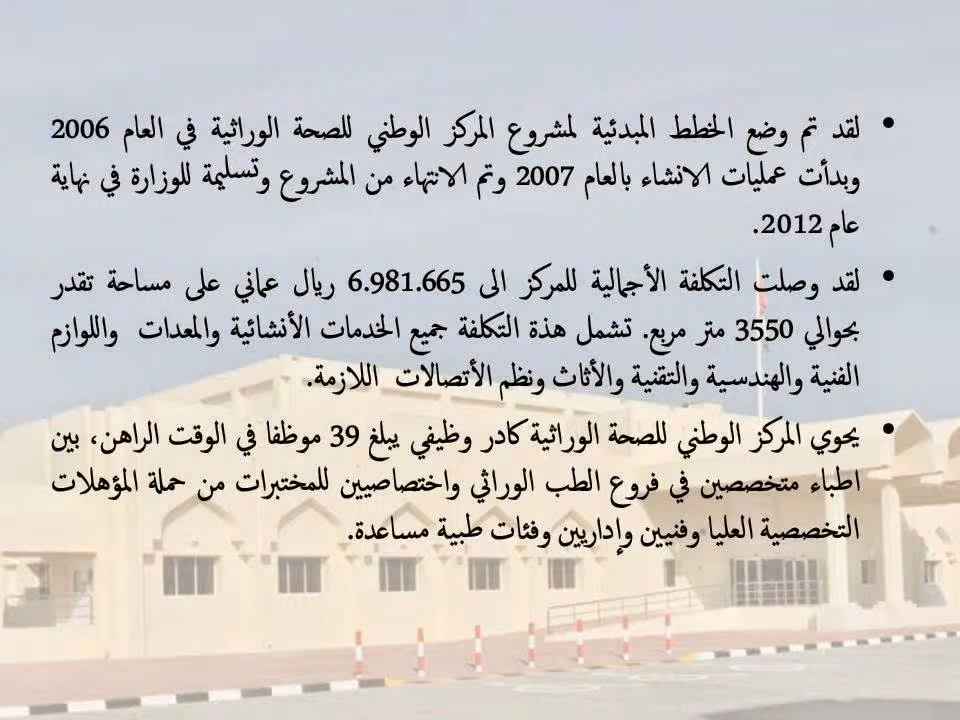 • لقد تم وضع الخطط المبدئية لمشروع المركز الوطني للصحة الوراثية في العام 2006
وبدأت عمليات الانشاء بالعام 2007 وتم الانتهاء من المشروع وتسليمة للوزارة في نهاية
عام 2012.
• لقد وصلت التكلفة الأجمالية للمركز الى 6.981.665 ريال عماني على مساحة تقدر
بحوالي 3550 متر مربع. تشمل هذة التكلفة جميع الخدمات الأنشائية والمعدات واللوازم
الفنية والهندسية والتقنية والأثاث ونظم الأتصالات اللازمة.
• يحوي المركز الوطني للصحة الوراثية كادر وظيفي يبلغ 39 موظفا في الوقت الراهن، بين
اطباء متخصصين في فروع الطب الوراثي واختصاصيين للمختبرات من حملة المؤهلات
التخصصية العليا وفنيين وإداريين وفئات طبية مساعدة.